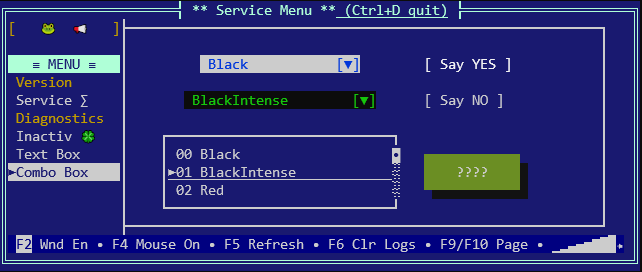 ** Service Menu ** (Ctrl+D quit)
[ 🐸 📢 ]
≡ MENU ≡
Version
Service ∑
Diagnostics
Inactiv 🍀
Text Box
►Combo Box
Black [▼]
[ Say YES ]
BlackIntense [▼]
[ Say NO ]
00 Black
►01 BlackIntense
02 Red
????
F2 Wnd En • F4 Mouse On • F5 Refresh • F6 Clr Logs • F9/F10 Page •